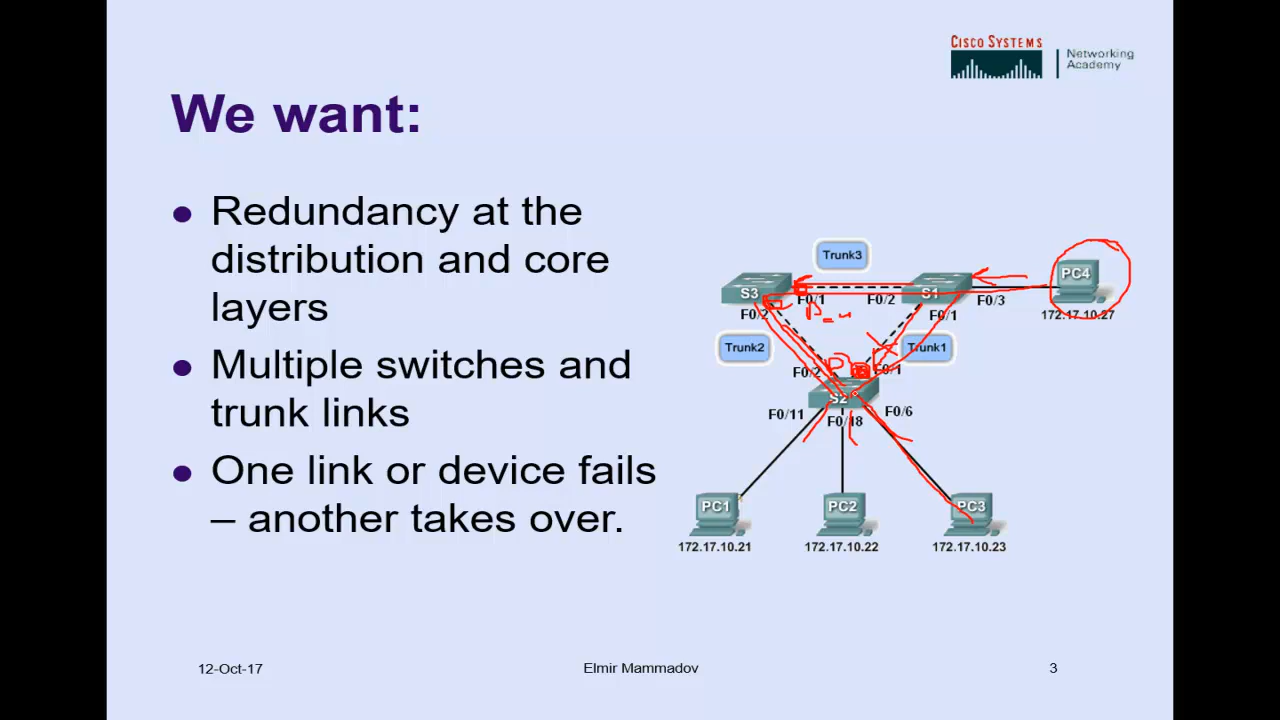 CISCO SYSTEMS
Networking
Academy
We want:
● Redundancy at the
distribution and core
layers
● Multiple switches and
trunk links
● One link or device fails
– another takes over.
Trunk3
S3
S1
PC4
F0/1
F0/2
F0/3
F0/2
F0/1
172.17.10.27
Trunk2
Trunk1
F0/2
F0/1
S2
F0/11
F0/18
F0/6
PC1
PC2
PC3
172.17.10.21
172.17.10.22
172.17.10.23
12-Oct-17
Elmir Mammadov
3